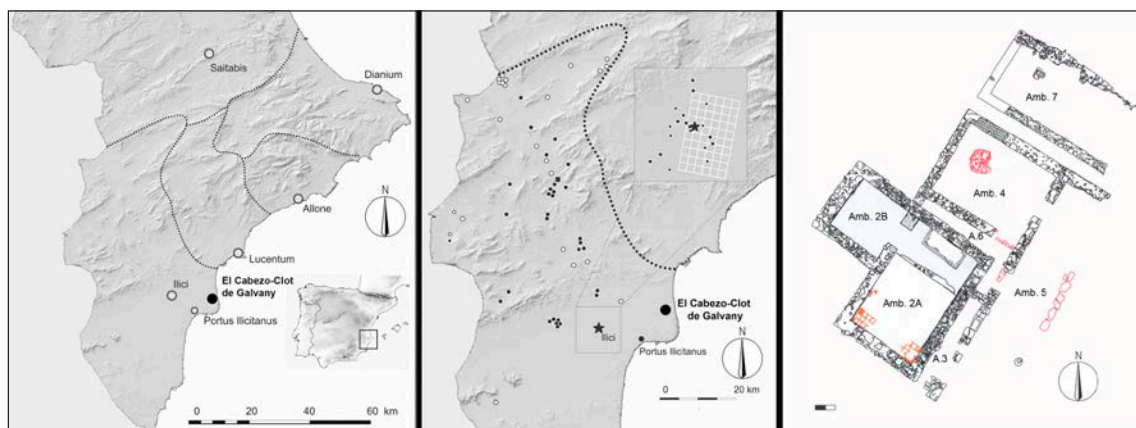 Saitabis
Dianium
N
Allone
Lucentum
Ilici
El Cabezo-Clot
de Galvany
Portus Ilicitanus
0 20 40 60 km
N
El Cabezo-Clot
de Galvany
Ilici
Portus Ilicitanus
0 20 km
Amb. 7
Amb. 4
Amb. 2B
A.6
Amb. 5
Amb. 2A
A.3
N